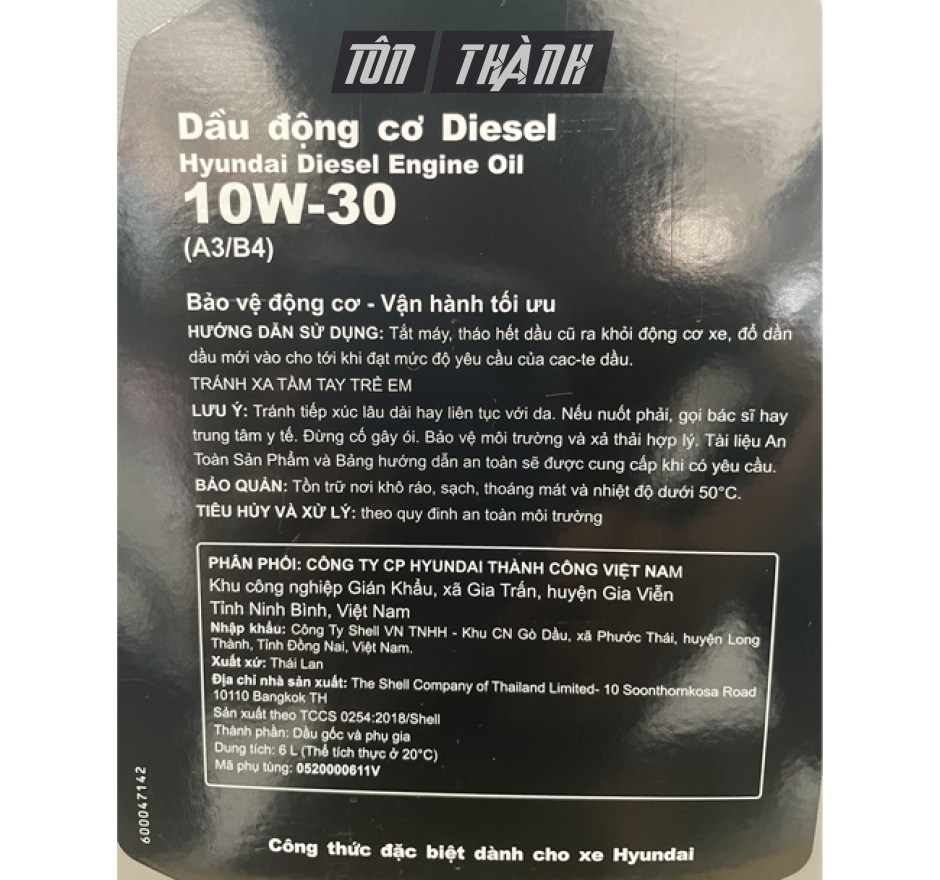 TÔN THÀNH
Dầu động cơ Diesel
Hyundai Diesel Engine Oil
10W-30
(A3/B4)
Bảo vệ động cơ - Vận hành tối ưu
HƯỚNG DẪN SỬ DỤNG: Tắt máy, tháo hết dầu cũ ra khỏi động cơ xe, đổ dần
dầu mới vào cho tới khi đạt mức độ yêu cầu của cac-te dầu.
TRÁNH XA TẦM TAY TRẺ EM
LƯU Ý: Tránh tiếp xúc lâu dài hay liên tục với da. Nếu nuốt phải, gọi bác sĩ hay
trung tâm y tế. Đừng cố gây ói. Bảo vệ môi trường và xả thải hợp lý. Tài liệu An
Toàn Sản Phẩm và Bảng hướng dẫn an toàn sẽ được cung cấp khi có yêu cầu.
BẢO QUẢN: Tồn trữ nơi khô ráo, sạch, thoáng mát và nhiệt độ dưới 50°C.
TIÊU HỦY VÀ XỬ LÝ: theo quy đinh an toàn môi trường
PHÂN PHỐI: CÔNG TY CP HYUNDAI THÀNH CÔNG VIỆT NAM
Khu công nghiệp Gián Khẩu, xã Gia Trấn, huyện Gia Viễn
Tỉnh Ninh Bình, Việt Nam
Nhập khẩu: Công Ty Shell VN TNHH - Khu CN Gò Dầu, xã Phước Thái, huyện Long
Thành, Tỉnh Đồng Nai, Việt Nam.
Xuất xứ: Thái Lan
Địa chỉ nhà sản xuất: The Shell Company of Thailand Limited- 10 Soonthornkosa Road
10110 Bangkok TH
Sản xuất theo TCCS 0254:2018/Shell
Thành phần: Dầu gốc và phụ gia
Dung tích: 6 L (Thể tích thực ở 20°C)
Mã phụ tùng: 0520000611V
600047142
Công thức đặc biệt dành cho xe Hyundai